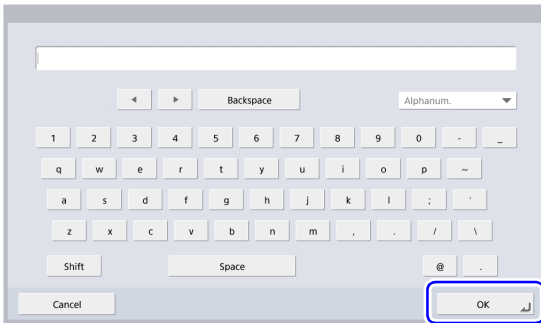 Backspace Alphanum.
1 2 3 4 5 6 7 8 9 0 - _
q w e r t y u i o p ~
a s d f g h j k l ; '
z x c v b n m , . / \
Shift Space @ .
Cancel OK